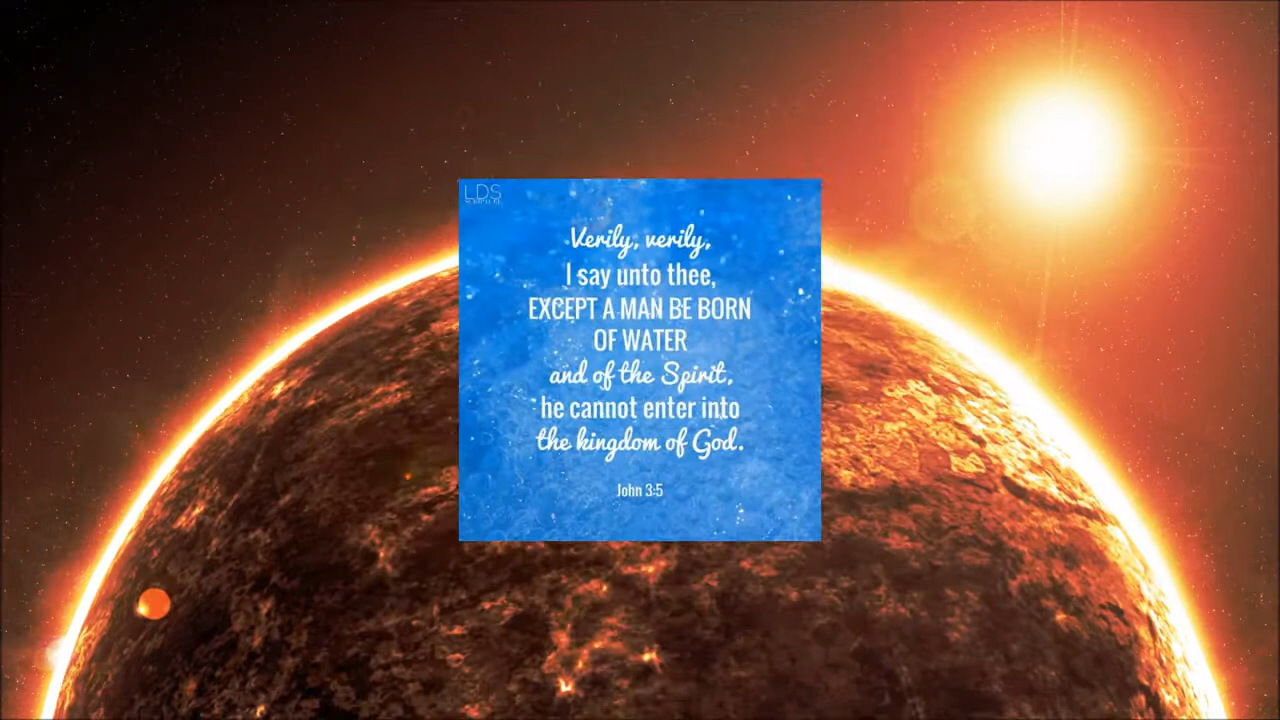 LDS
Verily, verily,
I say unto thee,
EXCEPT A MAN BE BORN
OF WATER
and of the Spirit,
he cannot enter into
the kingdom of God.
John 3:5